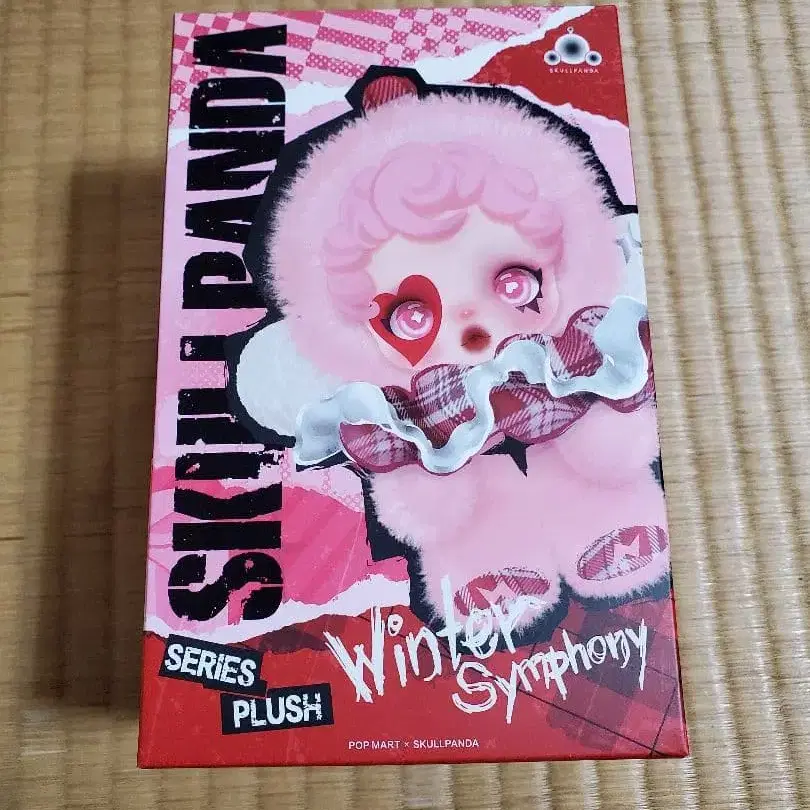 SKULLPANDA
SKULLPANDA
SERIES
PLUSH
Winter
Symphony
POP MART × SKULLPANDA